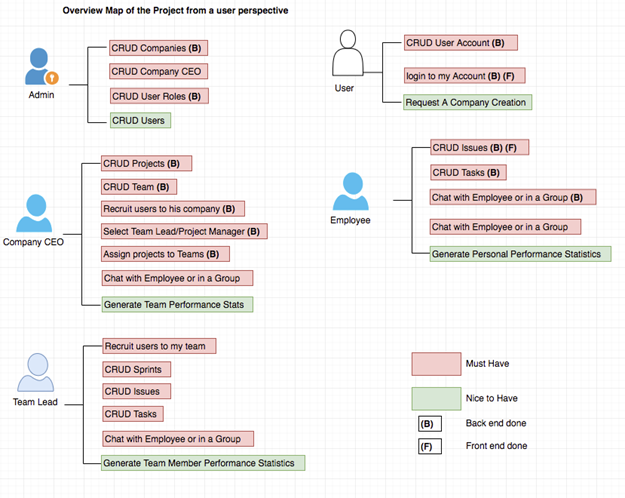 Overview Map of the Project from a user perspective
Admin
CRUD Companies (B)
CRUD Company CEO
CRUD User Roles (B)
CRUD Users
User
CRUD User Account (B)
login to my Account (B) (F)
Request A Company Creation
Company CEO
CRUD Projects (B)
CRUD Team (B)
Recruit users to his company (B)
Select Team Lead/Project Manager (B)
Assign projects to Teams (B)
Chat with Employee or in a Group
Generate Team Performance Stats
Employee
CRUD Issues (B) (F)
CRUD Tasks (B)
Chat with Employee or in a Group (B)
Chat with Employee or in a Group
Generate Personal Performance Statistics
Team Lead
Recruit users to my team
CRUD Sprints
CRUD Issues
CRUD Tasks
Chat with Employee or in a Group
Generate Team Member Performance Statistics
Must Have
Nice to Have
(B) Back end done
(F) Front end done